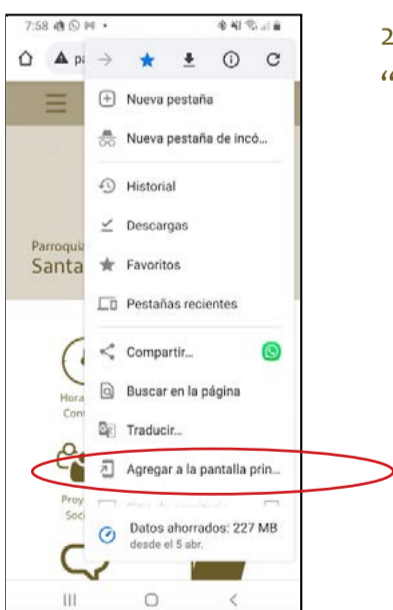 7:58
2
“
Nueva pestaña
Nueva pestaña de incó...
Historial
Descargas
Parroquia
Santa
Favoritos
Pestañas recientes
Compartir...
Buscar en la página
Traducir...
Agregar a la pantalla prin...
Datos ahorrados: 227 MB
desde el 5 abr.